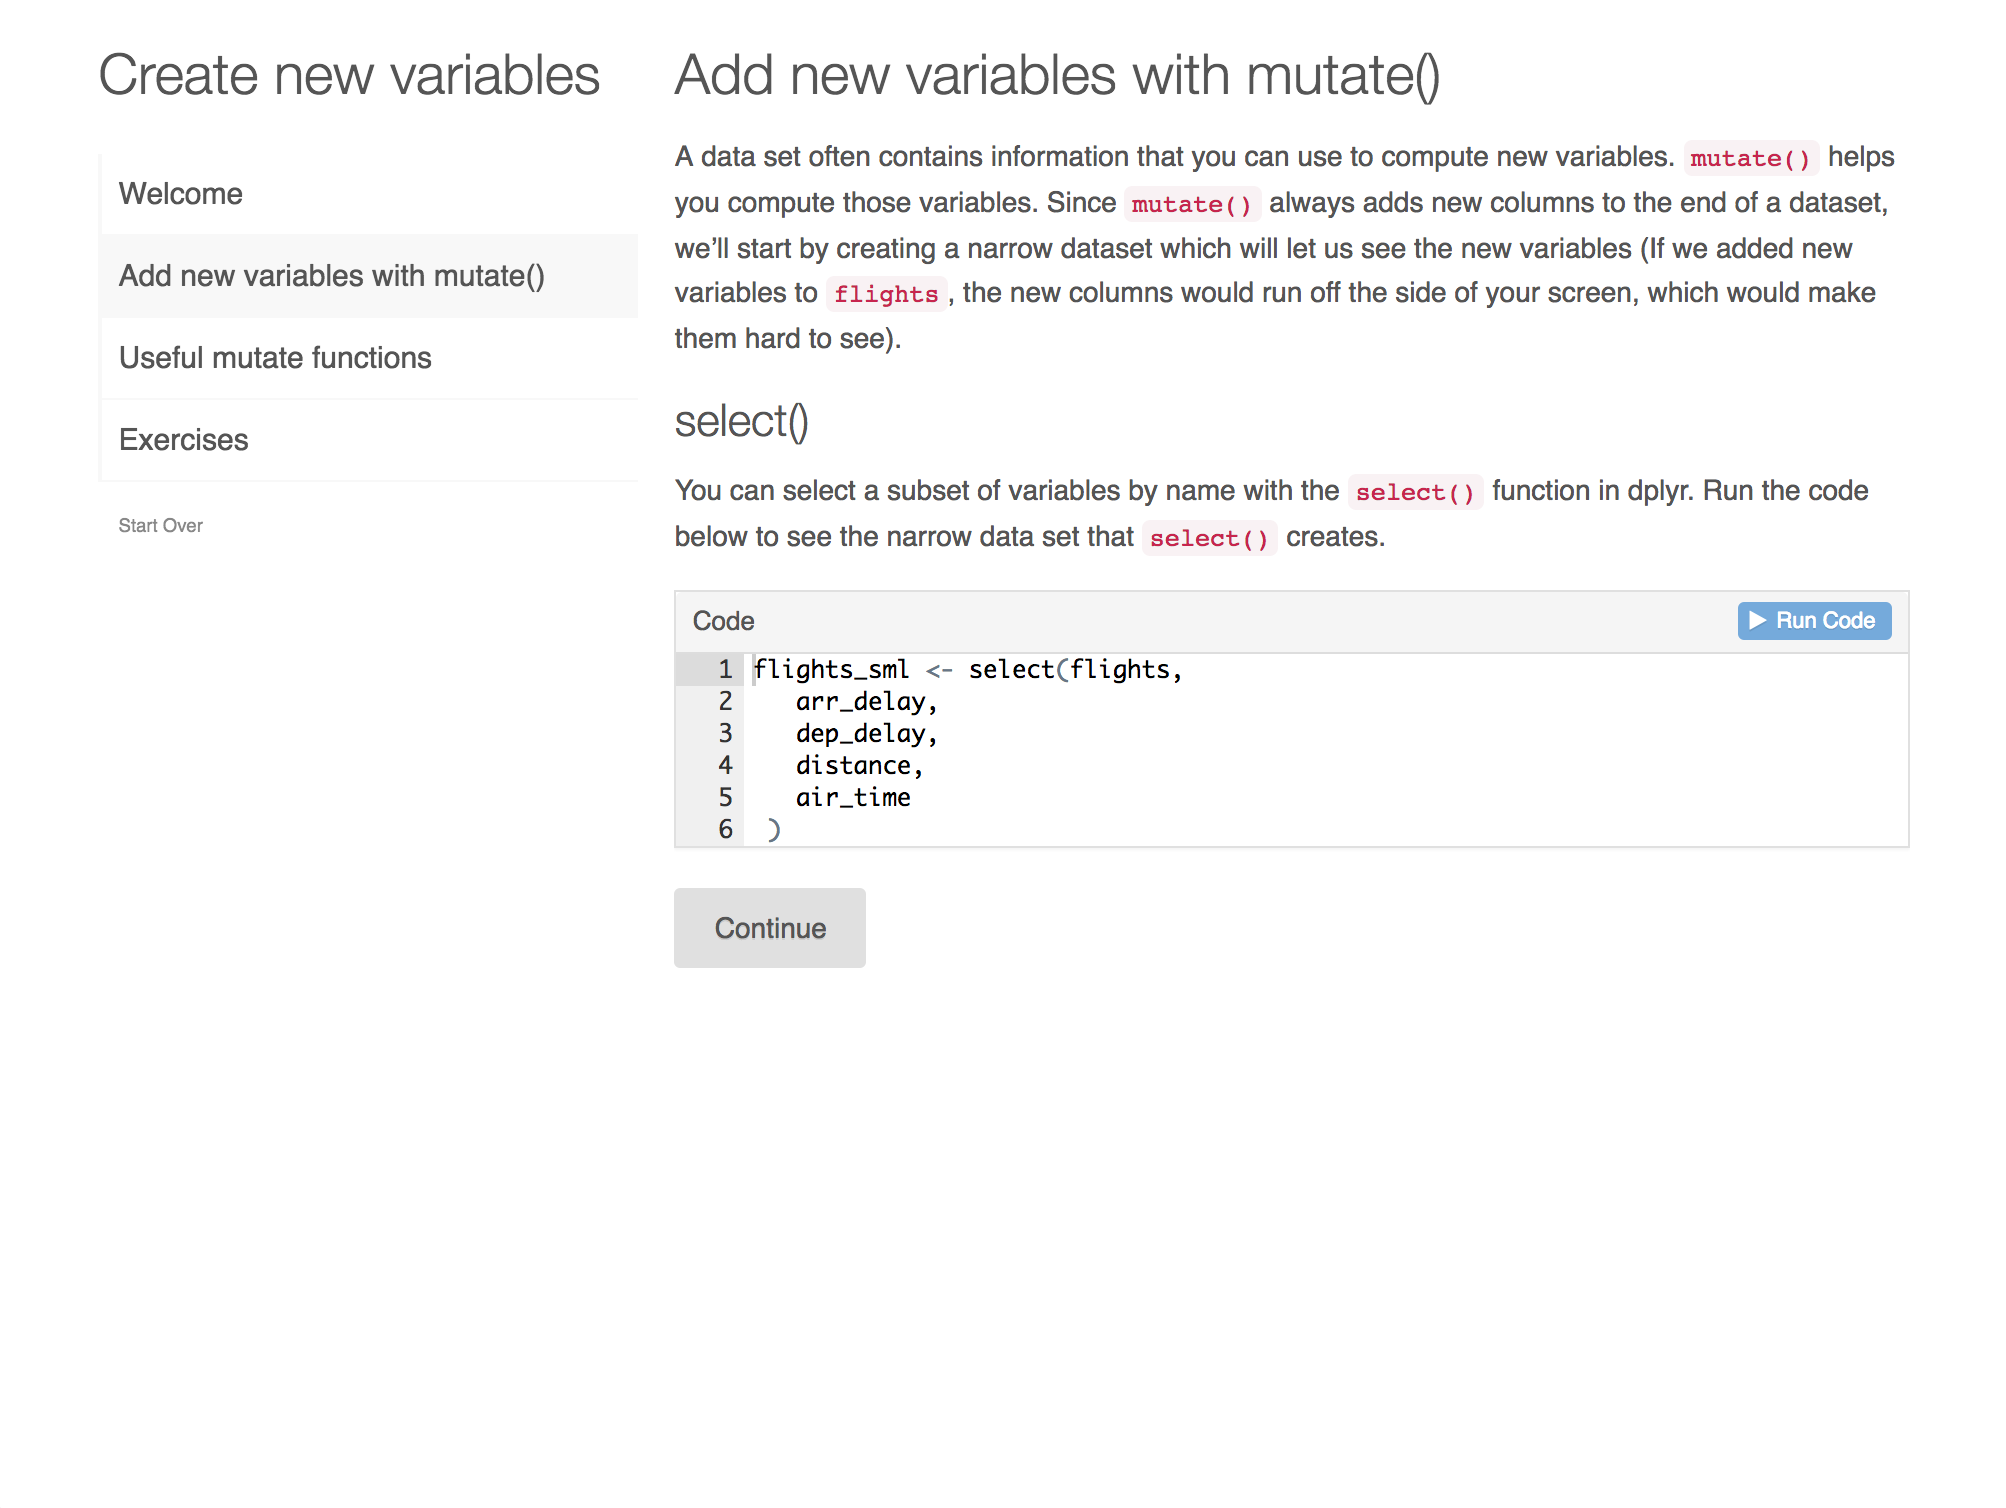 Create new variables
Welcome
Add new variables with mutate()
Useful mutate functions
Exercises
Start Over
Add new variables with mutate()
A data set often contains information that you can use to compute new variables. mutate() helps
you compute those variables. Since mutate() always adds new columns to the end of a dataset,
we’ll start by creating a narrow dataset which will let us see the new variables (If we added new
variables to flights , the new columns would run off the side of your screen, which would make
them hard to see).
select()
You can select a subset of variables by name with the select() function in dplyr. Run the code
below to see the narrow data set that select() creates.
Code
Run Code
1 flights_sml <- select(flights,
2    arr_delay,
3    dep_delay,
4    distance,
5    air_time
6  )
Continue